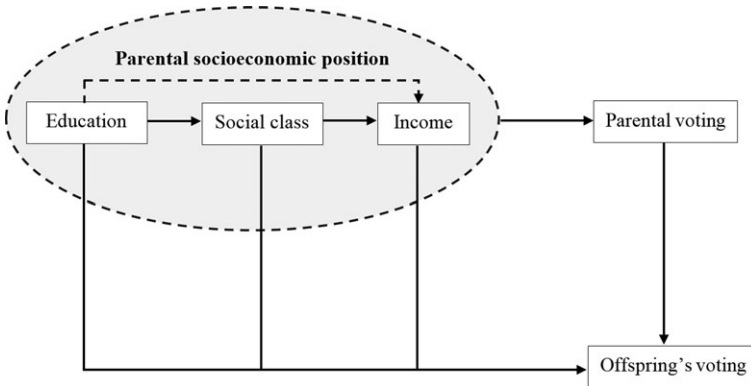 Parental socioeconomic position
Education
Social class
Income
Parental voting
Offspring’s voting